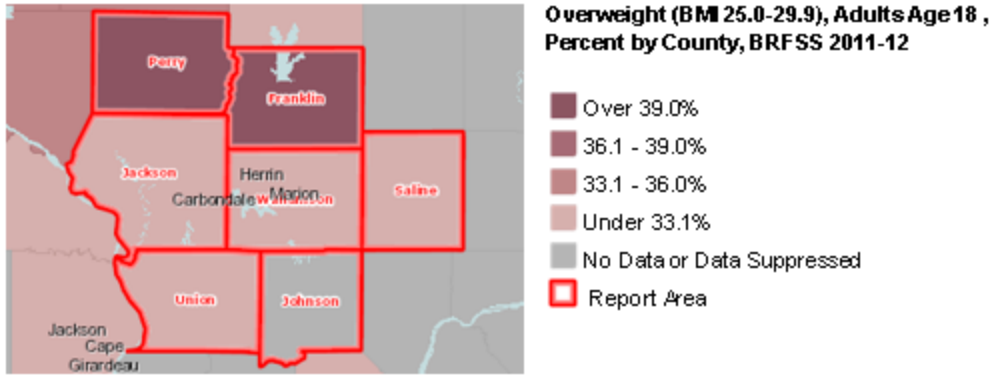 Overweight (BMI 25.0-29.9), Adults Age 18 ,
Percent by County, BRFSS 2011-12
Over 39.0%
36.1 - 39.0%
33.1 - 36.0%
Under 33.1%
No Data or Data Suppressed
Report Area
Perry
Franklin
Jackson
Herrin
Marion
Carbondale
Saline
Union
Johnson
Jackson
Cape
Girardeau